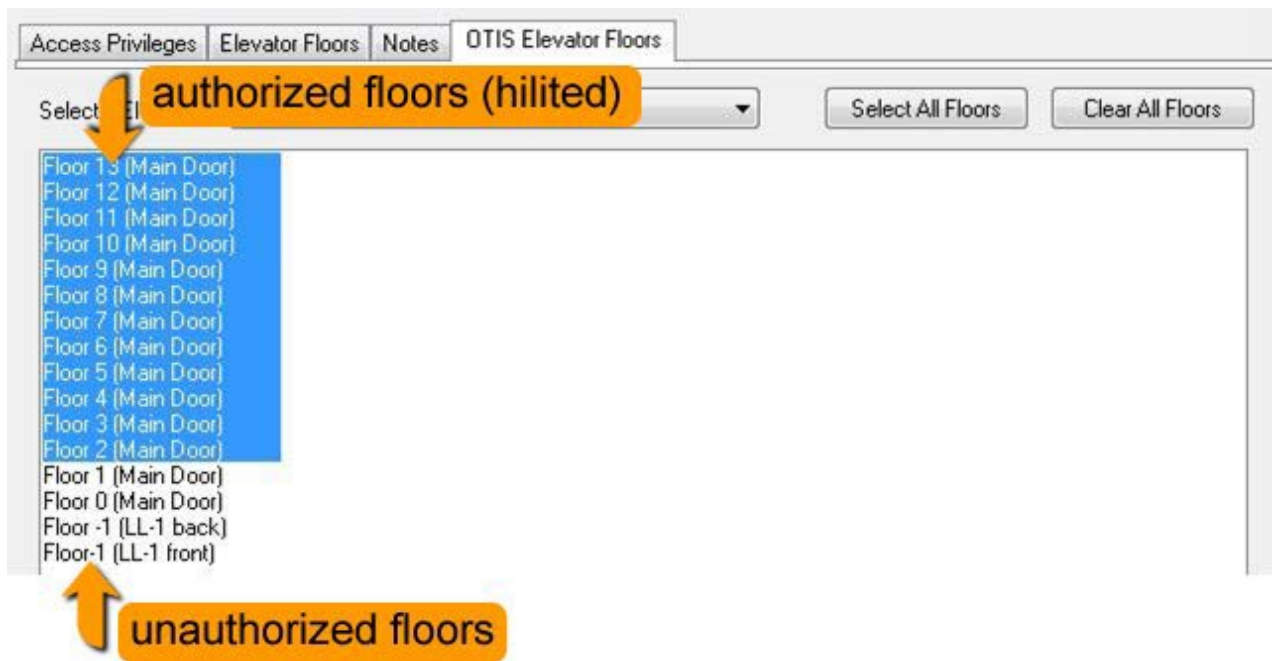 Access Privileges Elevator Floors Notes OTIS Elevator Floors
authorized floors (hilited)
Select Select All Floors Clear All Floors
Floor 13 (Main Door)
Floor 12 (Main Door)
Floor 11 (Main Door)
Floor 10 (Main Door)
Floor 9 (Main Door)
Floor 8 (Main Door)
Floor 7 (Main Door)
Floor 6 (Main Door)
Floor 5 (Main Door)
Floor 4 (Main Door)
Floor 3 (Main Door)
Floor 2 (Main Door)
Floor 1 (Main Door)
Floor 0 (Main Door)
Floor -1 (LL-1 back)
Floor-1 (LL-1 front)
unauthorized floors